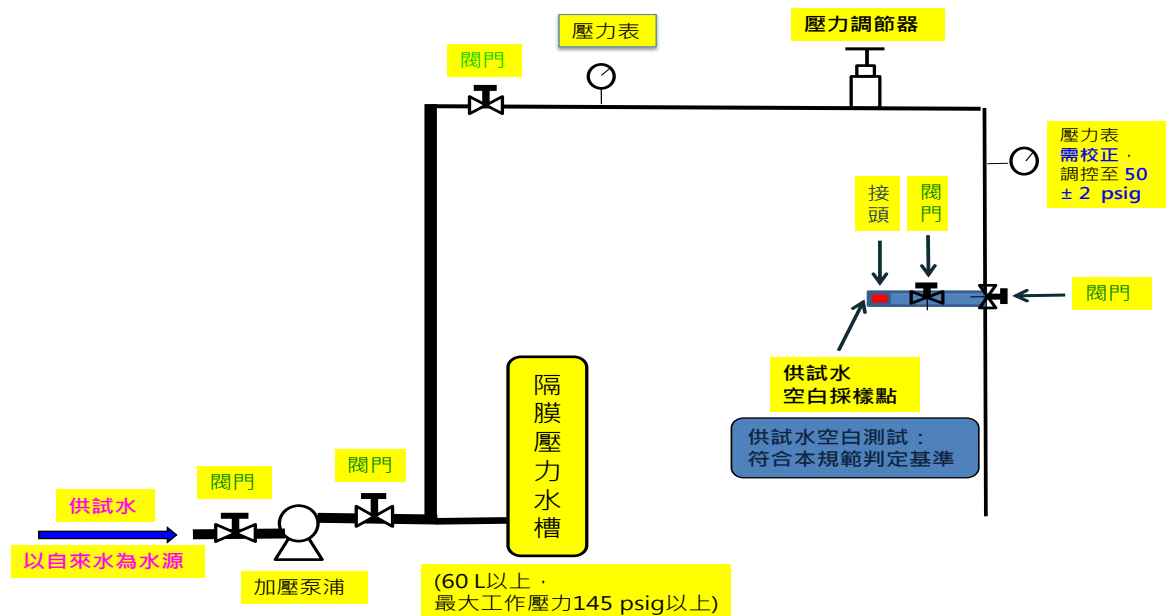 壓力表
壓力調節器
閥門
壓力表
需校正，
調控至 50
± 2 psig
接頭
閥門
閥門
供試水
空白採樣點
供試水空白測試：
符合本規範判定基準
隔膜壓力水槽
閥門
閥門
供試水
以自來水為水源
加壓泵浦
(60 L以上，
最大工作壓力145 psig以上)